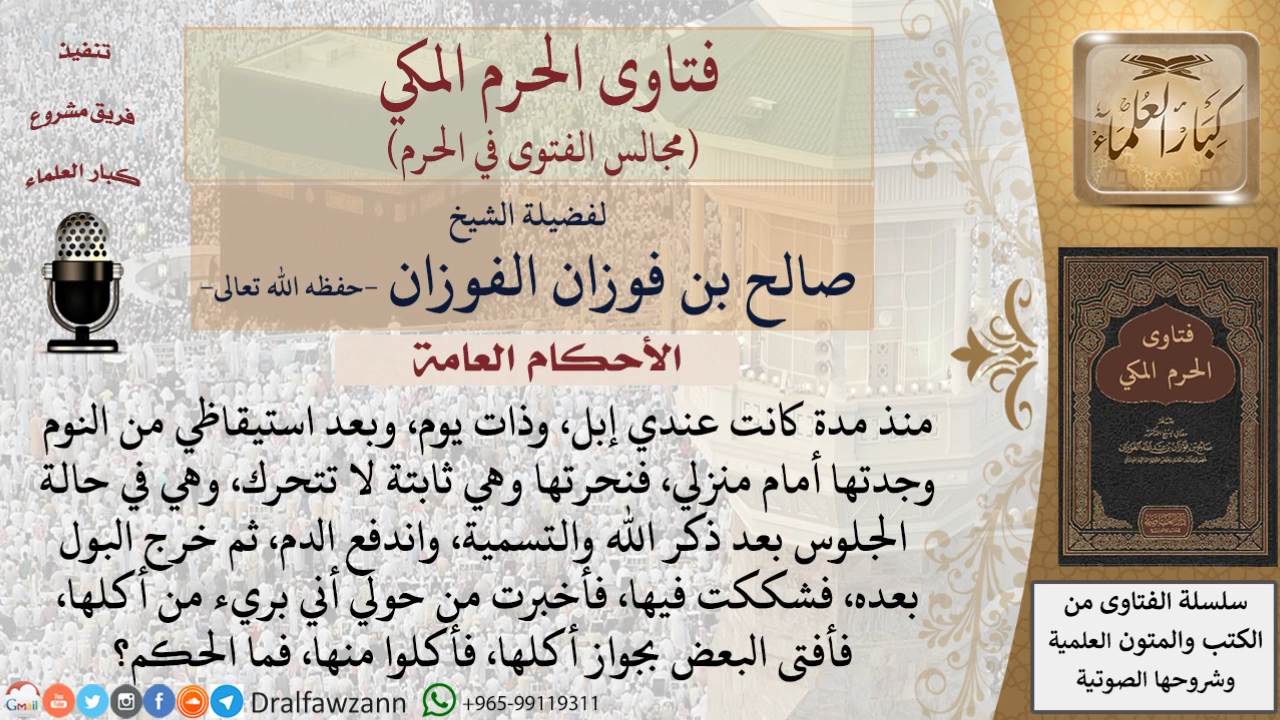 تنفيذ
فريق مشروع
كبار العلماء
فتاوى الحرم المكي
(مجالس الفتوى في الحرم)
لفضيلة الشيخ
صالح بن فوزان الفوزان -حفظه الله تعالى-
الأحكام العامة
منذ مدة كانت عندي إبل، وذات يوم، وبعد استيقاظي من النوم
وجدتها أمام منزلي، فنحرتها وهي ثابتة لا تتحرك، وهي في حالة
الجلوس بعد ذكر الله والتسمية، واندفع الدم، ثم خرج البول
بعده، فشككت فيها، فأخبرت من حولي أني بريء من أكلها،
فأفتى البعض بجواز أكلها، فأكلوا منها، فما الحكم؟
Gmail
Dralfawzann
+965-99119311
كِبَار العُلَمَاء
فتاوى
الحرم المكي
سلسلة الفتاوى من
الكتب والمتون العلمية
وشروحها الصوتية